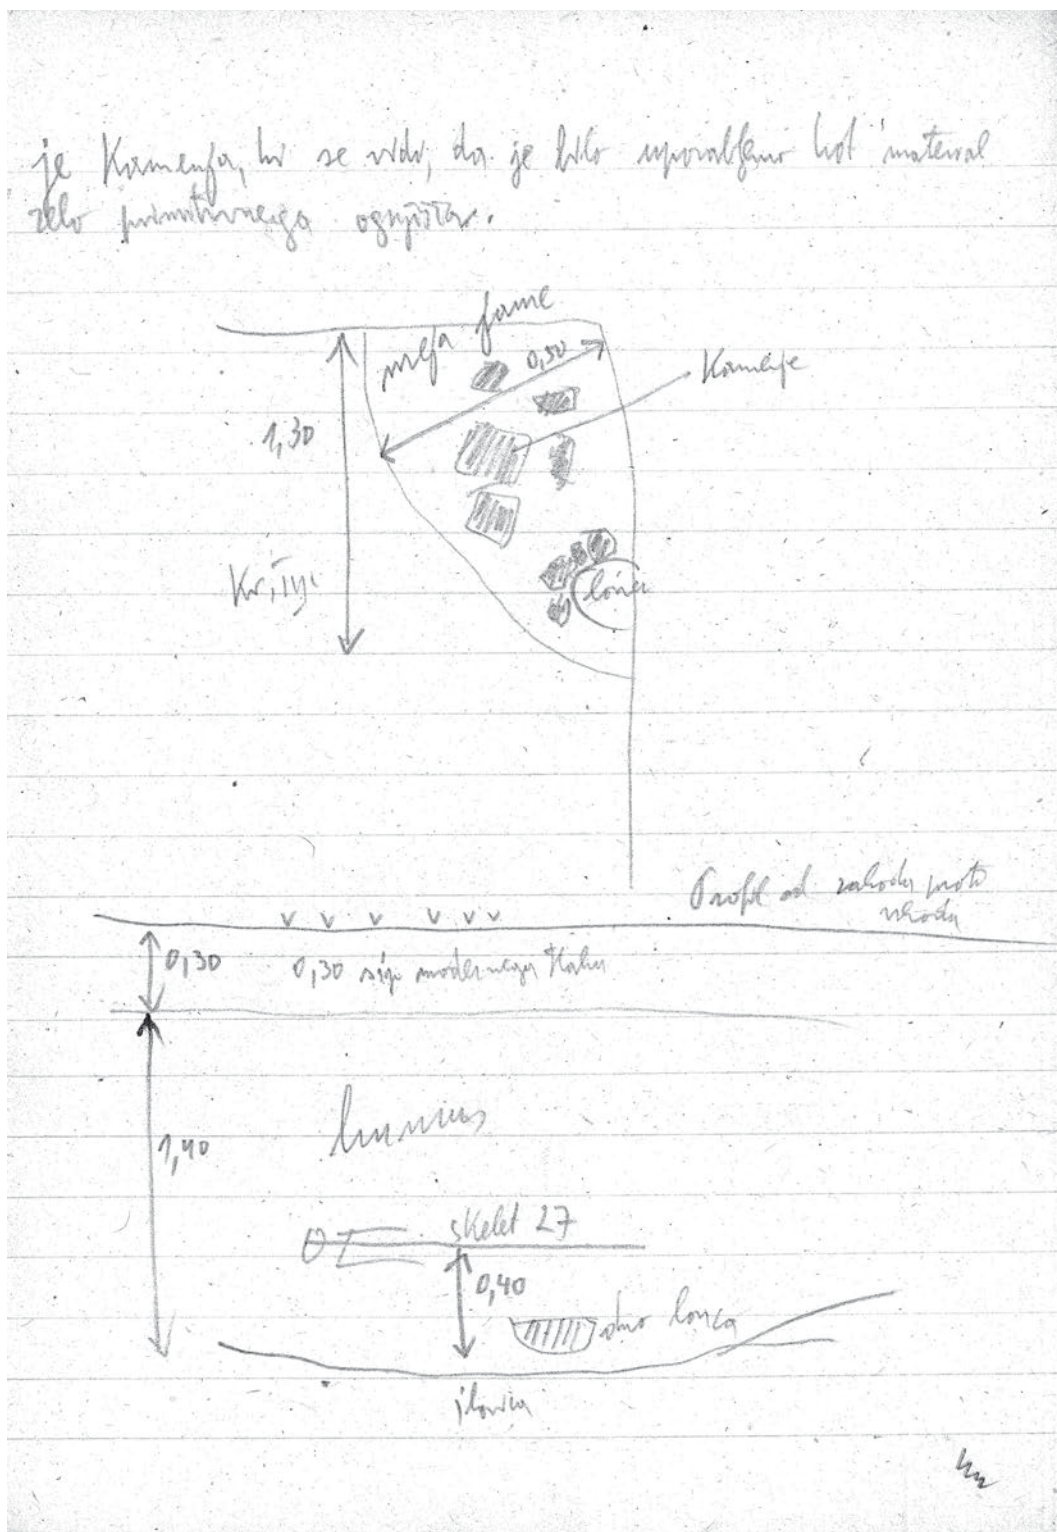 je Kamenja, ki se vidi, da je bilo uporabljeno kot material
zelo primitivnega ognjišča.
meja jame
0,50
Kamenje
1,30
lonec
Profil od zahoda proti
vzhodu
0,30
0,30 modernega tlaka
humus
1,40
skelet 27
0,40
dno lonca
ilovica